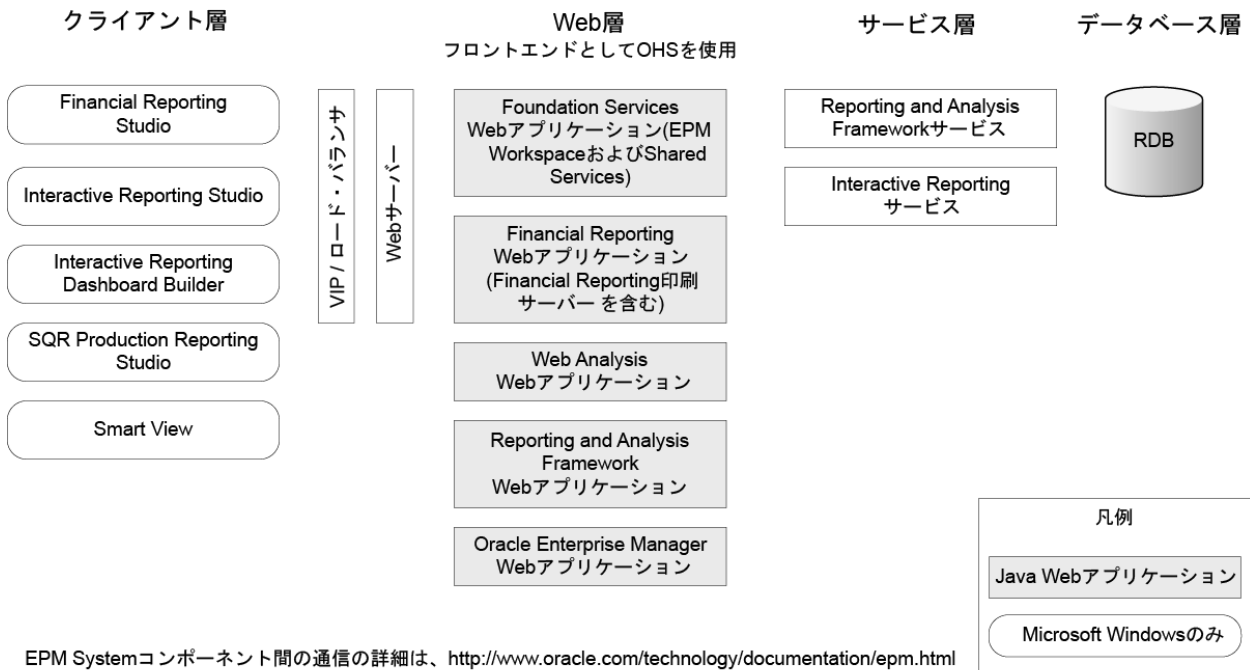 クライアント層
Financial Reporting
Studio
Interactive Reporting Studio
Interactive Reporting
Dashboard Builder
SQR Production Reporting
Studio
Smart View
VIP / ロード・バランサ
Webサーバー
Web層
フロントエンドとしてOHSを使用
Foundation Services
Webアプリケーション(EPM
WorkspaceおよびShared
Services)
Financial Reporting
Webアプリケーション
(Financial Reporting印刷
サーバー を含む)
Web Analysis
Webアプリケーション
Reporting and Analysis
Framework
Webアプリケーション
Oracle Enterprise Manager
Webアプリケーション
サービス層
Reporting and Analysis
Frameworkサービス
Interactive Reporting
サービス
データベース層
RDB
凡例
Java Webアプリケーション
Microsoft Windowsのみ
EPM Systemコンポーネント間の通信の詳細は、http://www.oracle.com/technology/documentation/epm.html